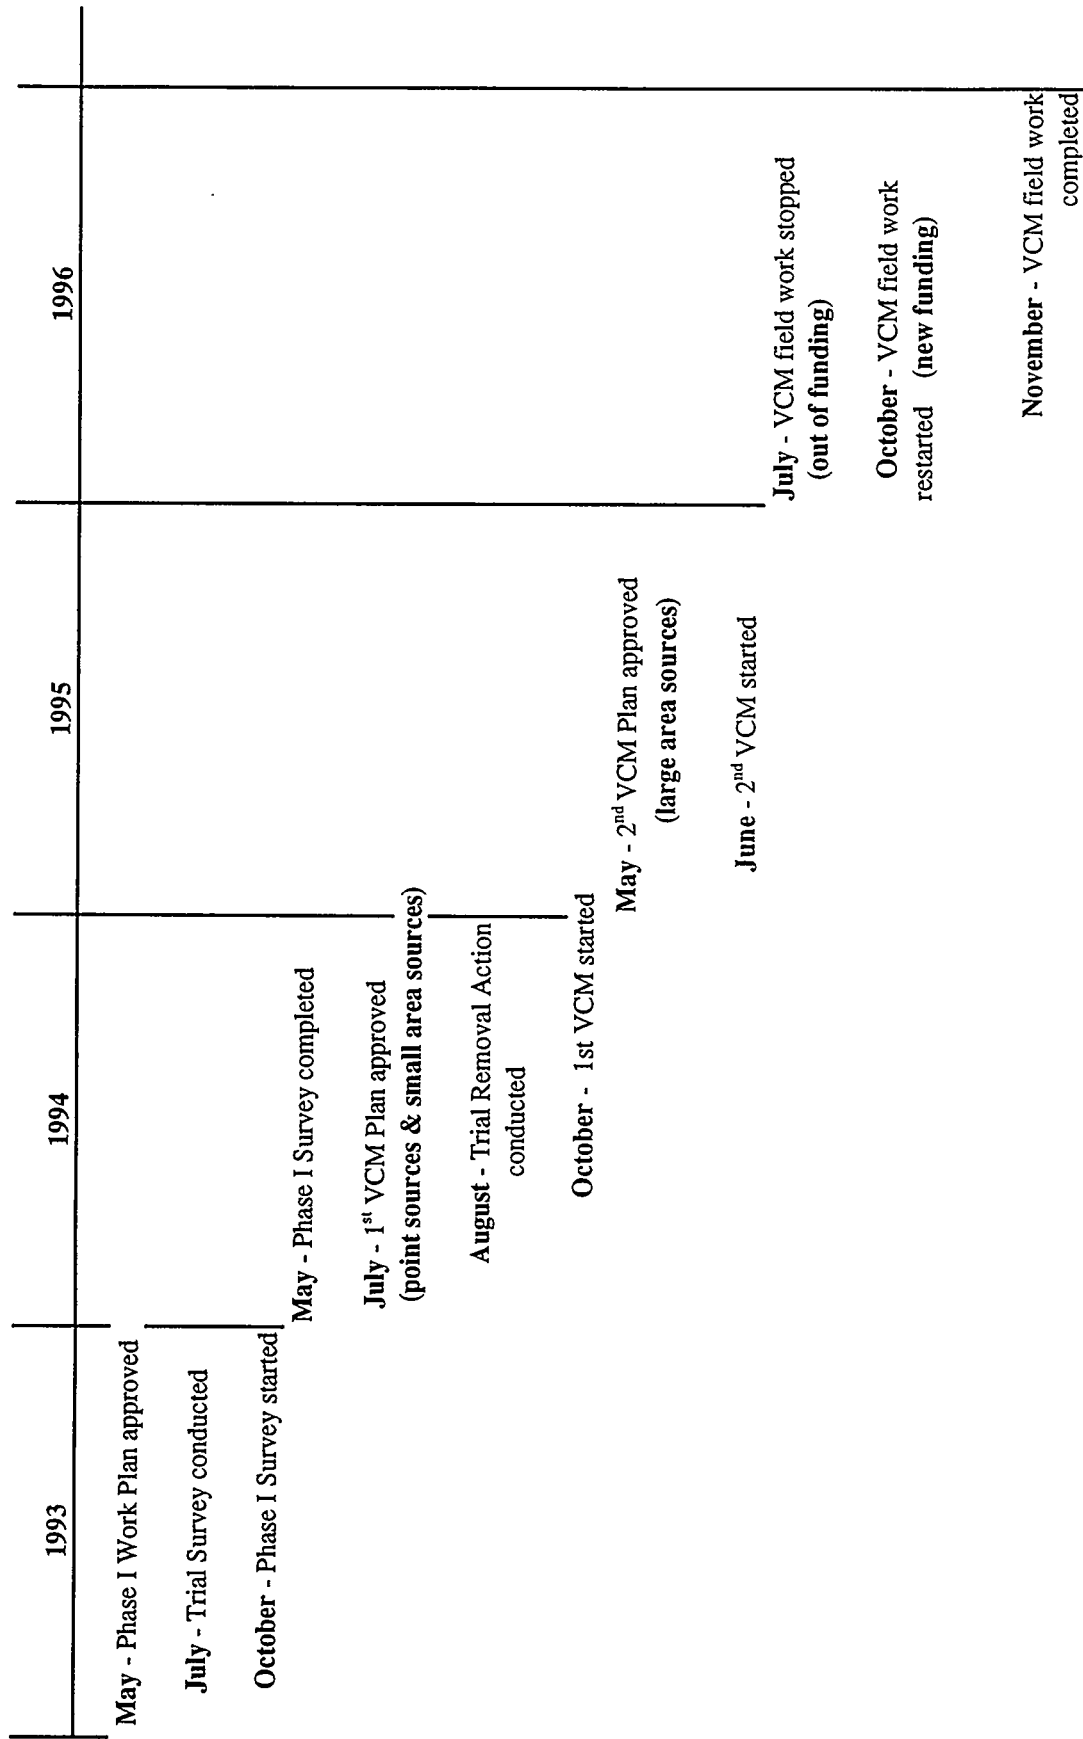 1993
1994
1995
1996
May - Phase I Work Plan approved
July - Trial Survey conducted
October - Phase I Survey started
May - Phase I Survey completed
July - 1st VCM Plan approved
(point sources & small area sources)
August - Trial Removal Action
conducted
October - 1st VCM started
May - 2nd VCM Plan approved
(large area sources)
June - 2nd VCM started
July - VCM field work stopped
(out of funding)
October - VCM field work
restarted (new funding)
November - VCM field work
completed